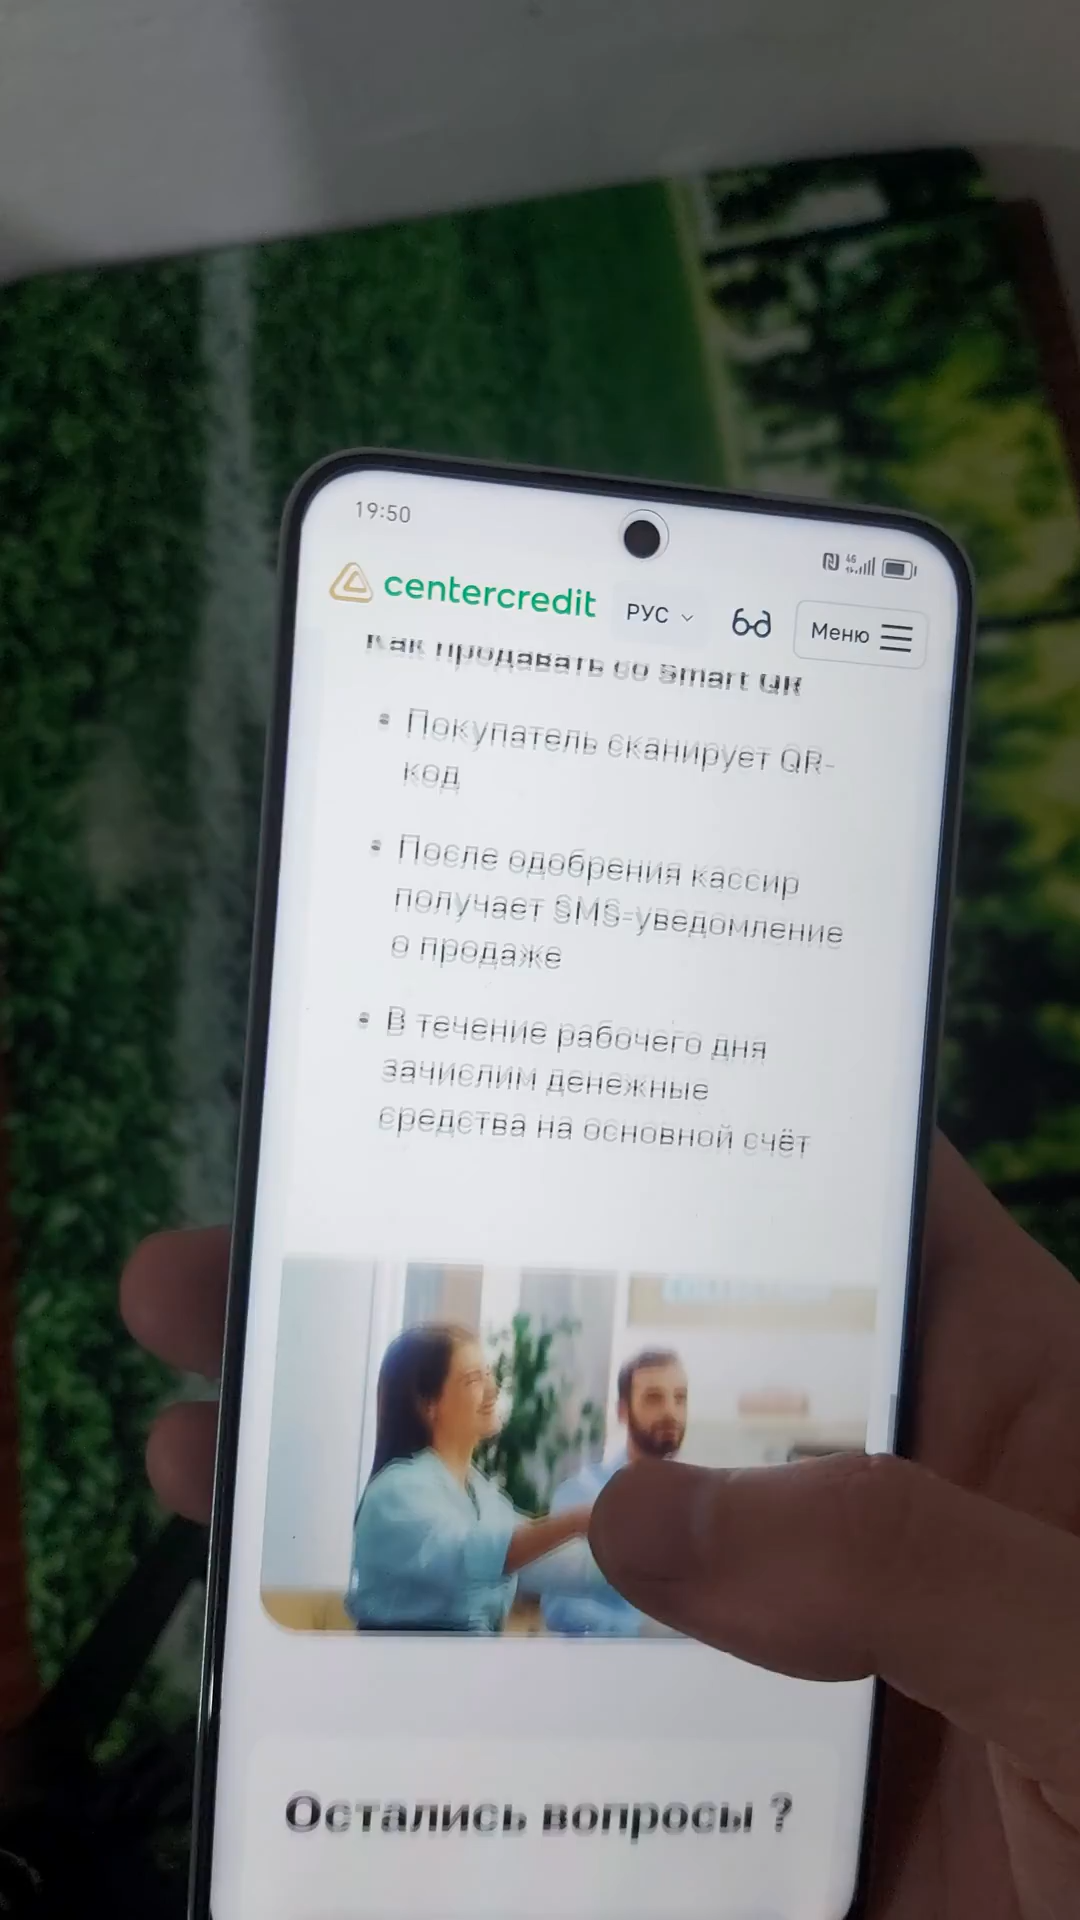 19:50
4G
centercredit
РУС
Меню
Как продавать со Smart QR
• Покупатель сканирует QR-
код
• После одобрения кассир
получает SMS-уведомление
о продаже
• В течение рабочего дня
зачислим денежные
средства на основной счёт
Остались вопросы ?